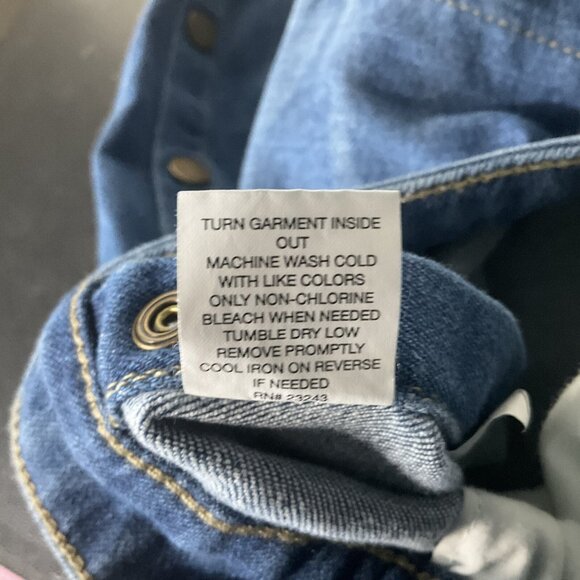 TURN GARMENT INSIDE
OUT
MACHINE WASH COLD
WITH LIKE COLORS
ONLY NON-CHLORINE
BLEACH WHEN NEEDED
TUMBLE DRY LOW
REMOVE PROMPTLY
COOL IRON ON REVERSE
IF NEEDED
RN# 23243